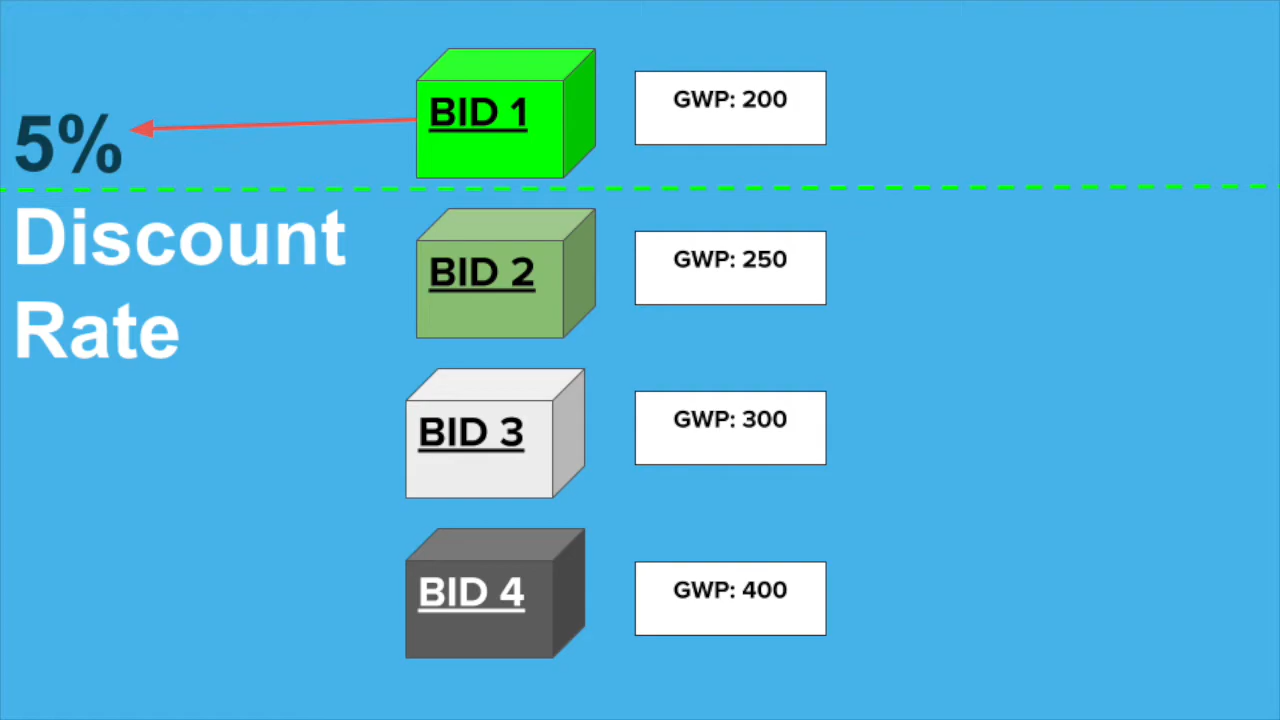 5%
Discount
Rate
BID 1
GWP: 200
BID 2
GWP: 250
BID 3
GWP: 300
BID 4
GWP: 400